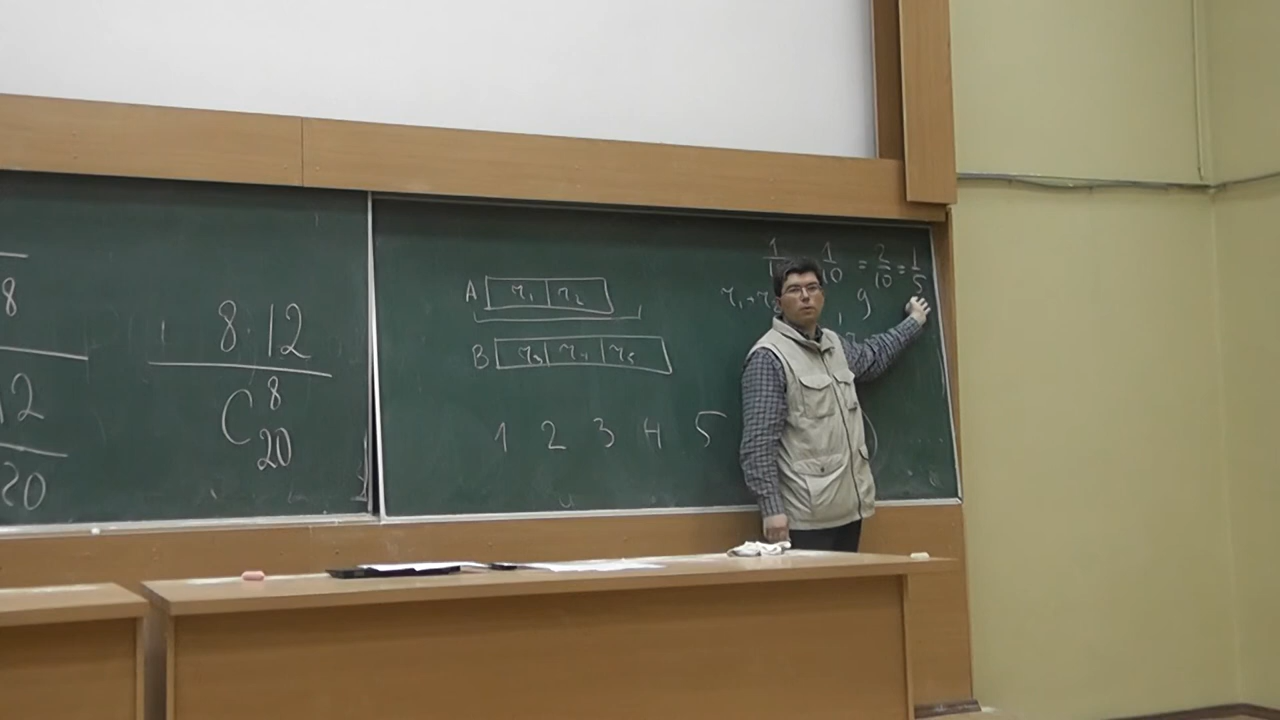 8
12
20
8 12
C 8 20
A r₁ r₂
B r₃ r₄ r₅
1 2 3 4 5
1/10 = 2/10 = 1/5
r₁ + r
9